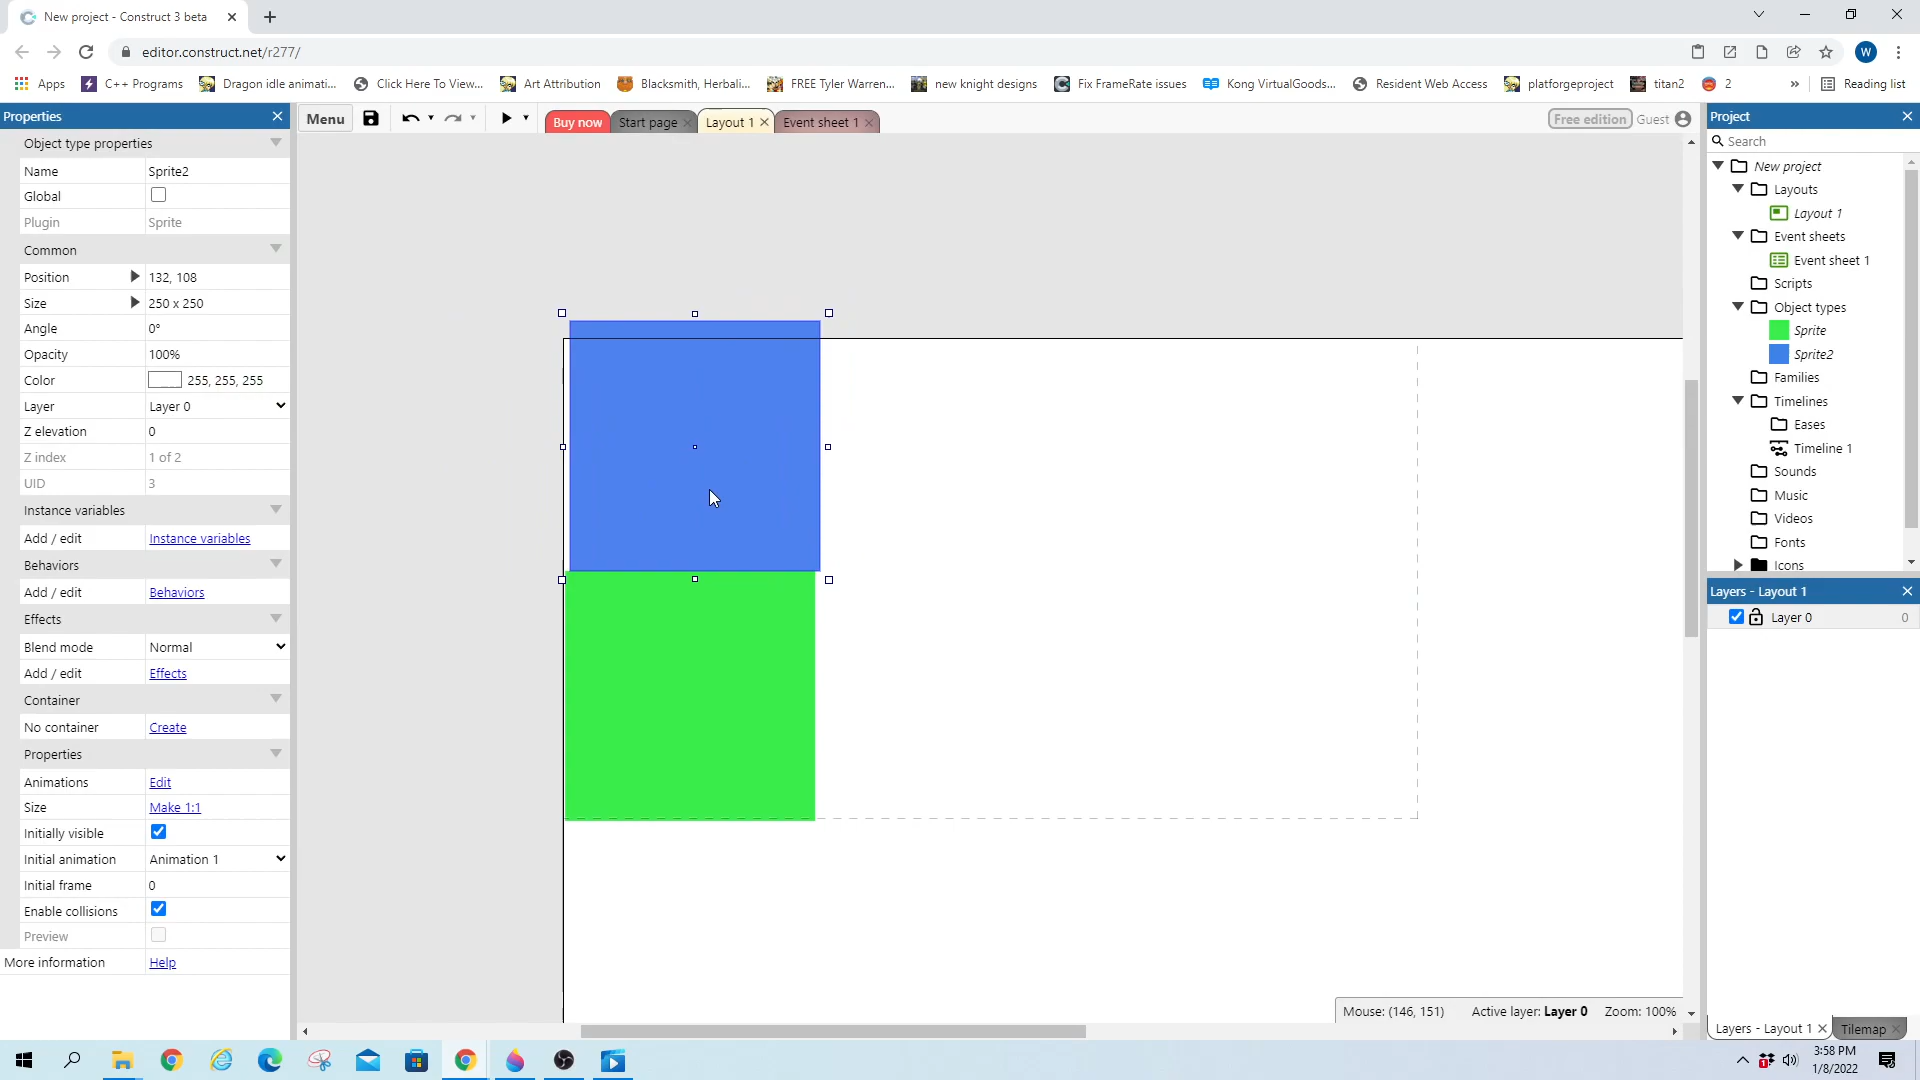 New project - Construct 3 beta
editor.construct.net/r277/
W
Apps
C++ Programs
Dragon idle animati...
Click Here To View...
Art Attribution
Blacksmith, Herbali...
FREE Tyler Warren...
new knight designs
Fix FrameRate issues
Kong VirtualGoods...
Resident Web Access
platforgeproject
titan2
2
»
Reading list
Properties
Menu
Buy now
Start page
Layout 1
Event sheet 1
Free edition
Guest
Project
Object type properties
Name
Sprite2
Global
Plugin
Sprite
Common
Position
132, 108
Size
250 x 250
Angle
0°
Opacity
100%
Color
255, 255, 255
Layer
Layer 0
Z elevation
0
Z index
1 of 2
UID
3
Instance variables
Add / edit
Instance variables
Behaviors
Add / edit
Behaviors
Effects
Blend mode
Normal
Add / edit
Effects
Container
No container
Create
Properties
Animations
Edit
Size
Make 1:1
Initially visible
Initial animation
Animation 1
Initial frame
0
Enable collisions
Preview
More information
Help
Search
New project
Layouts
Layout 1
Event sheets
Event sheet 1
Scripts
Object types
Sprite
Sprite2
Families
Timelines
Eases
Timeline 1
Sounds
Music
Videos
Fonts
Icons
Layers - Layout 1
Layer 0
0
Mouse: (146, 151)
Active layer: Layer 0
Zoom: 100%
Layers - Layout 1
Tilemap
3:58 PM
1/8/2022